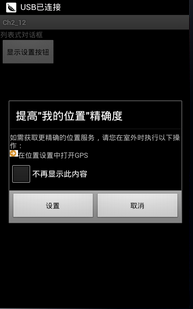 USB已连接
Ch2_12
列表式对话框
显示设置按钮
提高"我的位置"精确度
如需获取更精确的位置服务，请您在室外时执行以下操
作：
在位置设置中打开GPS
不再显示此内容
设置
取消